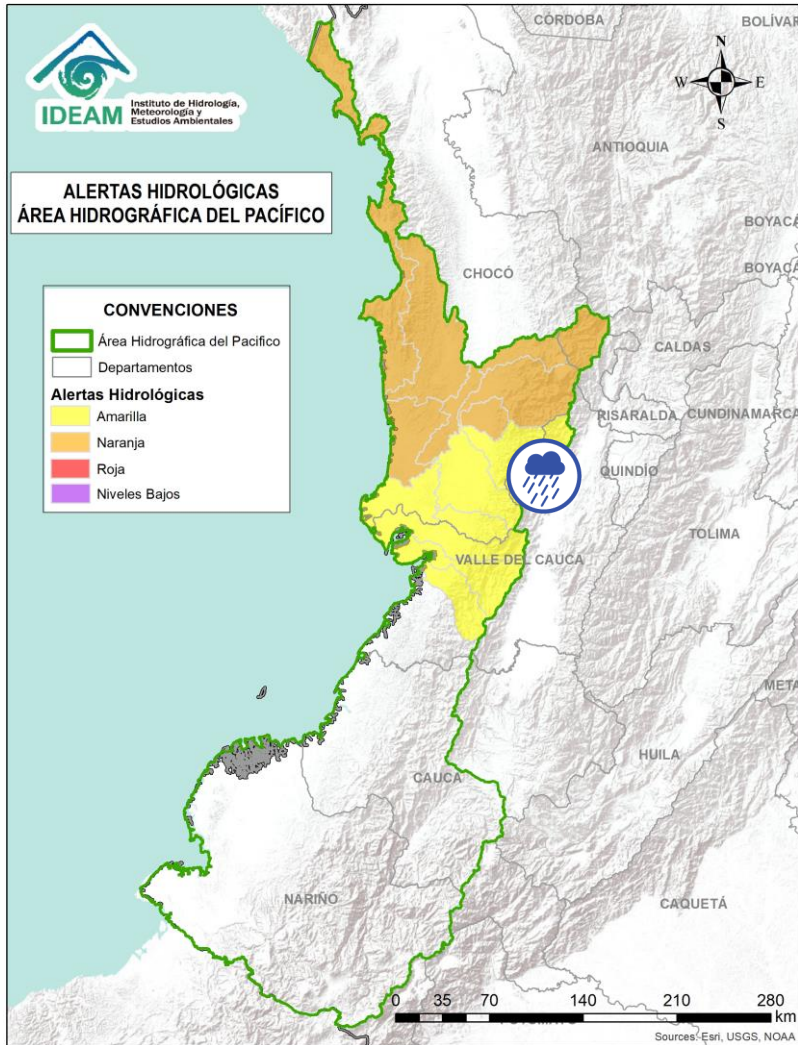 CÓRDOBA
BOLÍVAR
N
W
E
S
IDEAM
Instituto de Hidrología,
Meteorología y
Estudios Ambientales
ANTIOQUIA
ALERTAS HIDROLÓGICAS
ÁREA HIDROGRÁFICA DEL PACÍFICO
BOYACÁ
BOYACÁ
CHOCÓ
CONVENCIONES
Área Hidrográfica del Pacifico
Departamentos
Alertas Hidrológicas
Amarilla
Naranja
Roja
Niveles Bajos
CALDAS
RISARALDA
CUNDINAMARCA
QUINDÍO
TOLIMA
VALLE DEL CAUCA
META
HUILA
CAUCA
NARIÑO
CAQUETÁ
0 35 70 140 210 280
km
Sources: Esri, USGS, NOAA